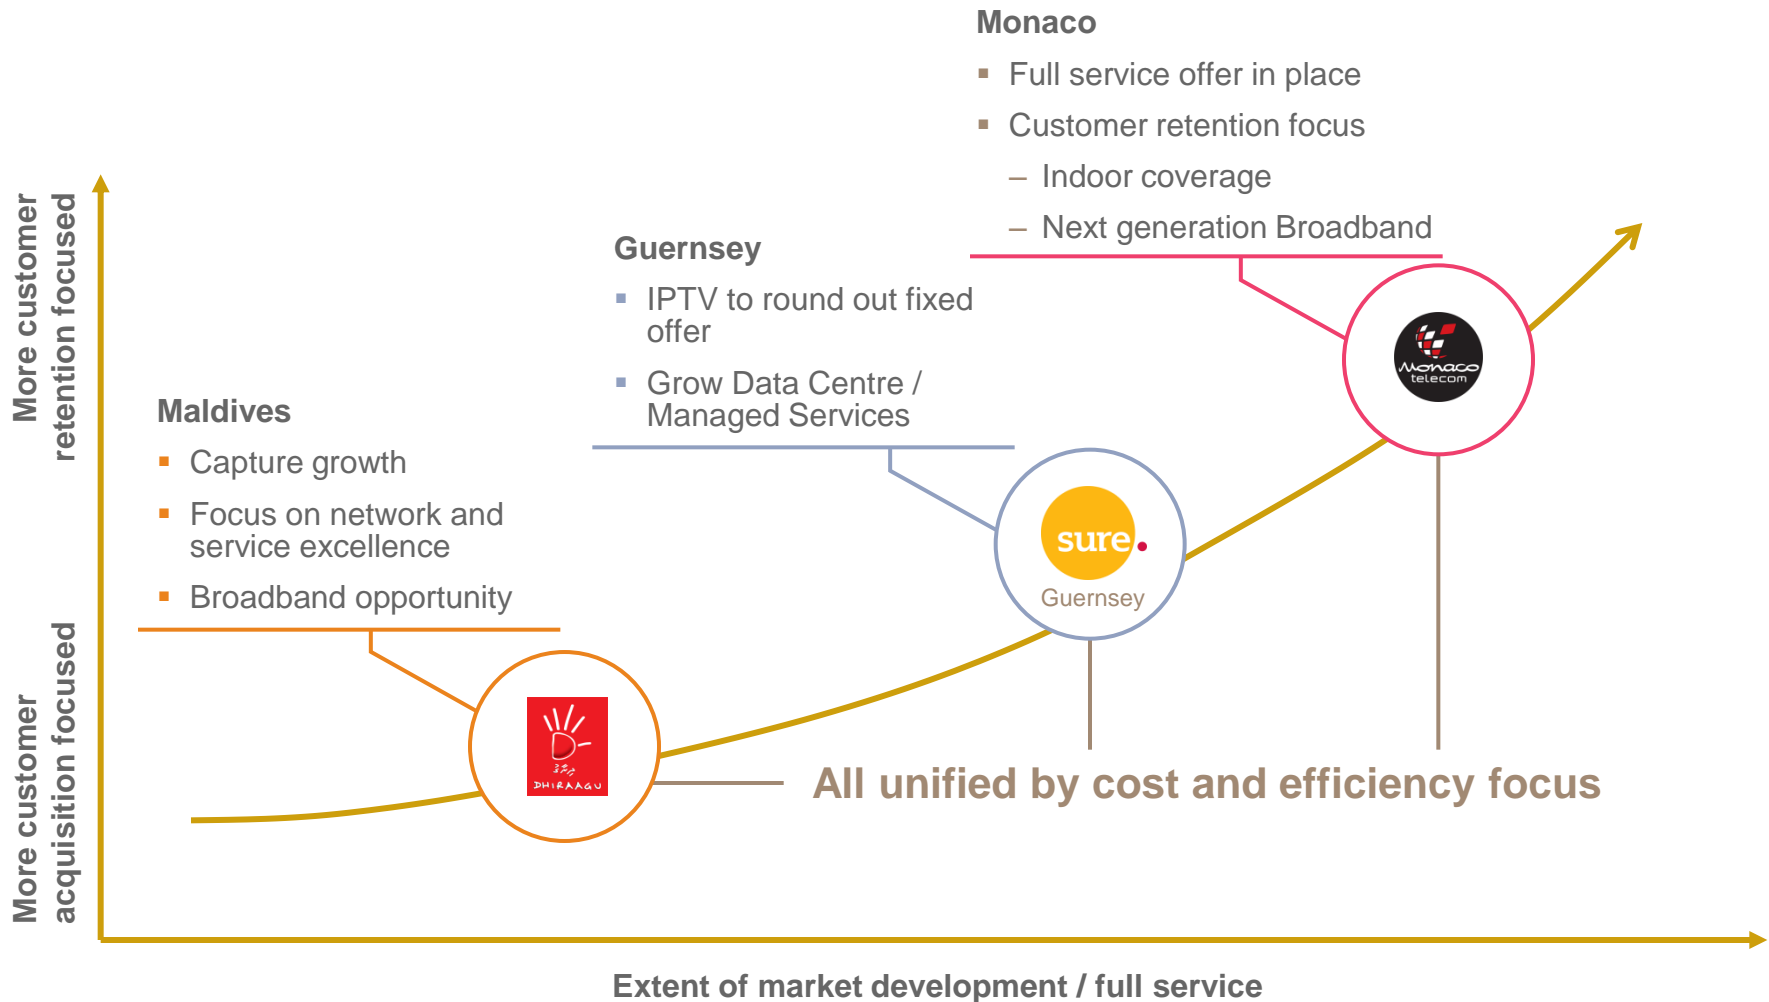 Monaco
Full service offer in place
Customer retention focus
– Indoor coverage
– Next generation Broadband
Guernsey
IPTV to round out fixed
offer
Grow Data Centre /
Managed Services
Maldives
Capture growth
Focus on network and
service excellence
Broadband opportunity
More customer
retention focused
More customer
acquisition focused
Monaco
telecom
sure.
Guernsey
DHIRAAGU
All unified by cost and efficiency focus
Extent of market development / full service